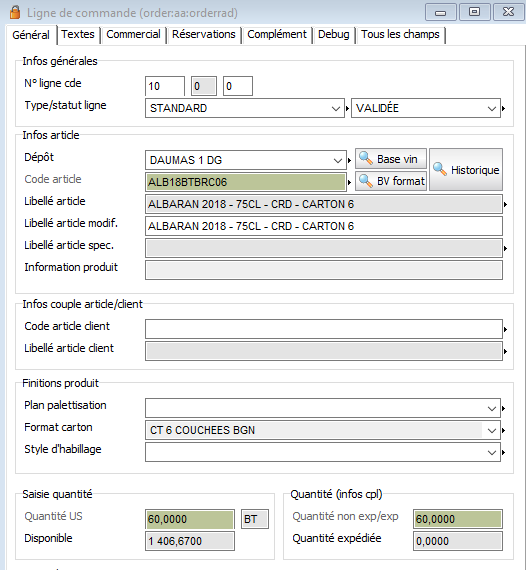 Ligne de commande (order:aa:orderrad)
Général Textes Commercial Réservations Complément Debug Tous les champs
Infos générales
N° ligne cde 10 0 0
Type/statut ligne STANDARD VALIDÉE
Infos article
Dépôt DAUMAS 1 DG Base vin Historique
Code article ALB18BTBRC06 BV format
Libellé article ALBARAN 2018 - 75CL - CRD - CARTON 6
Libellé article modif. ALBARAN 2018 - 75CL - CRD - CARTON 6
Libellé article spec.
Information produit
Infos couple article/client
Code article client
Libellé article client
Finitions produit
Plan palettisation
Format carton CT 6 COUCHEES BGN
Style d'habillage
Saisie quantité Quantité (infos cpl)
Quantité US 60,0000 BT Quantité non exp/exp 60,0000
Disponible 1 406,6700 Quantité expédiée 0,0000